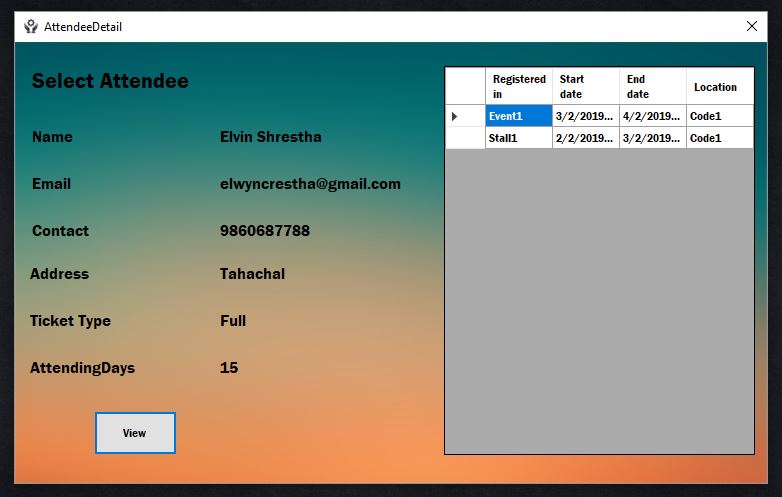 AttendeeDetail
Select Attendee
Name Elvin Shrestha
Email elwyncrestha@gmail.com
Contact 9860687788
Address Tahachal
Ticket Type Full
AttendingDays 15
View
Registered in Start date End date Location
Event1 3/2/2019... 4/2/2019... Code1
Stall1 2/2/2019... 3/2/2019... Code1